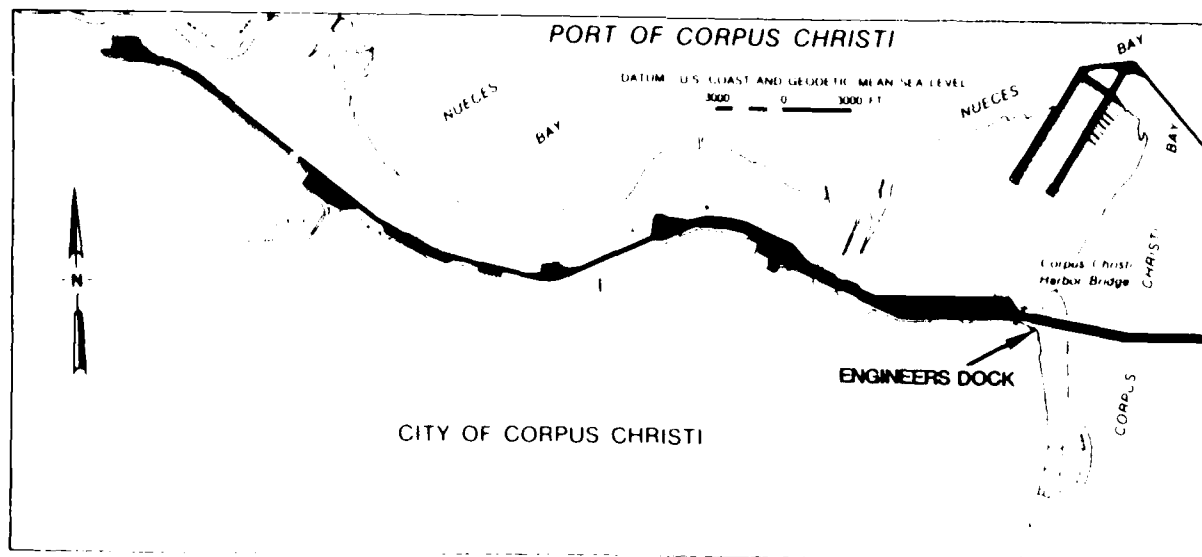 PORT OF CORPUS CHRISTI
DATUM U.S. COAST AND GEODETIC MEAN SEA LEVEL
3000 0 3000 FT
NUECES
BAY
NUECES
BAY
BAY
N
Corpus Christi
Harbor Bridge
CORPUS CHRISTI
ENGINEERS DOCK
CITY OF CORPUS CHRISTI